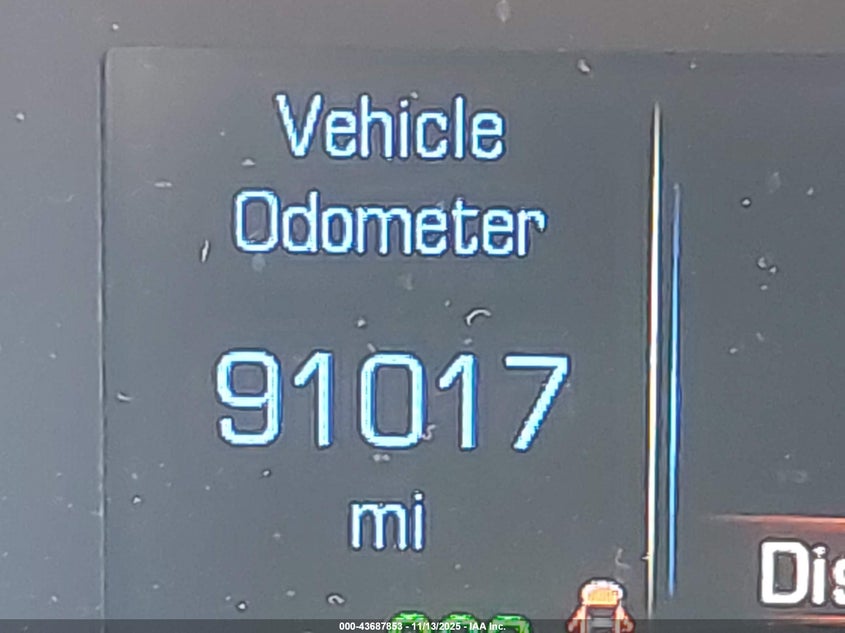 Vehicle
Odometer
91017
mi
Dis
000-43687853 - 11/13/2025 - IAA Inc.